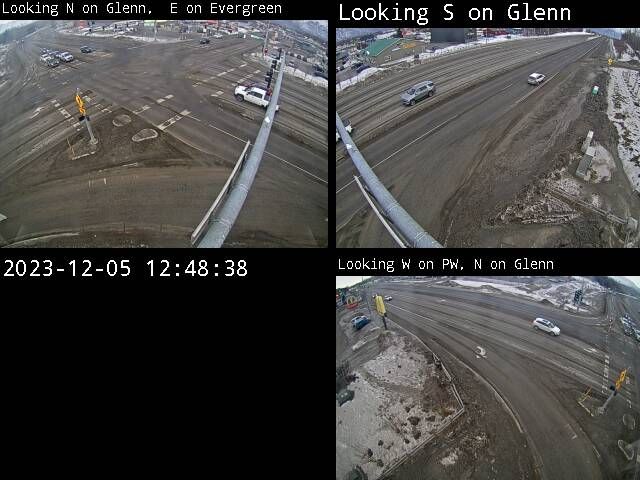 Looking N on Glenn,  E on Evergreen
Looking S on Glenn
2023-12-05 12:48:38
Looking W on PW, N on Glenn